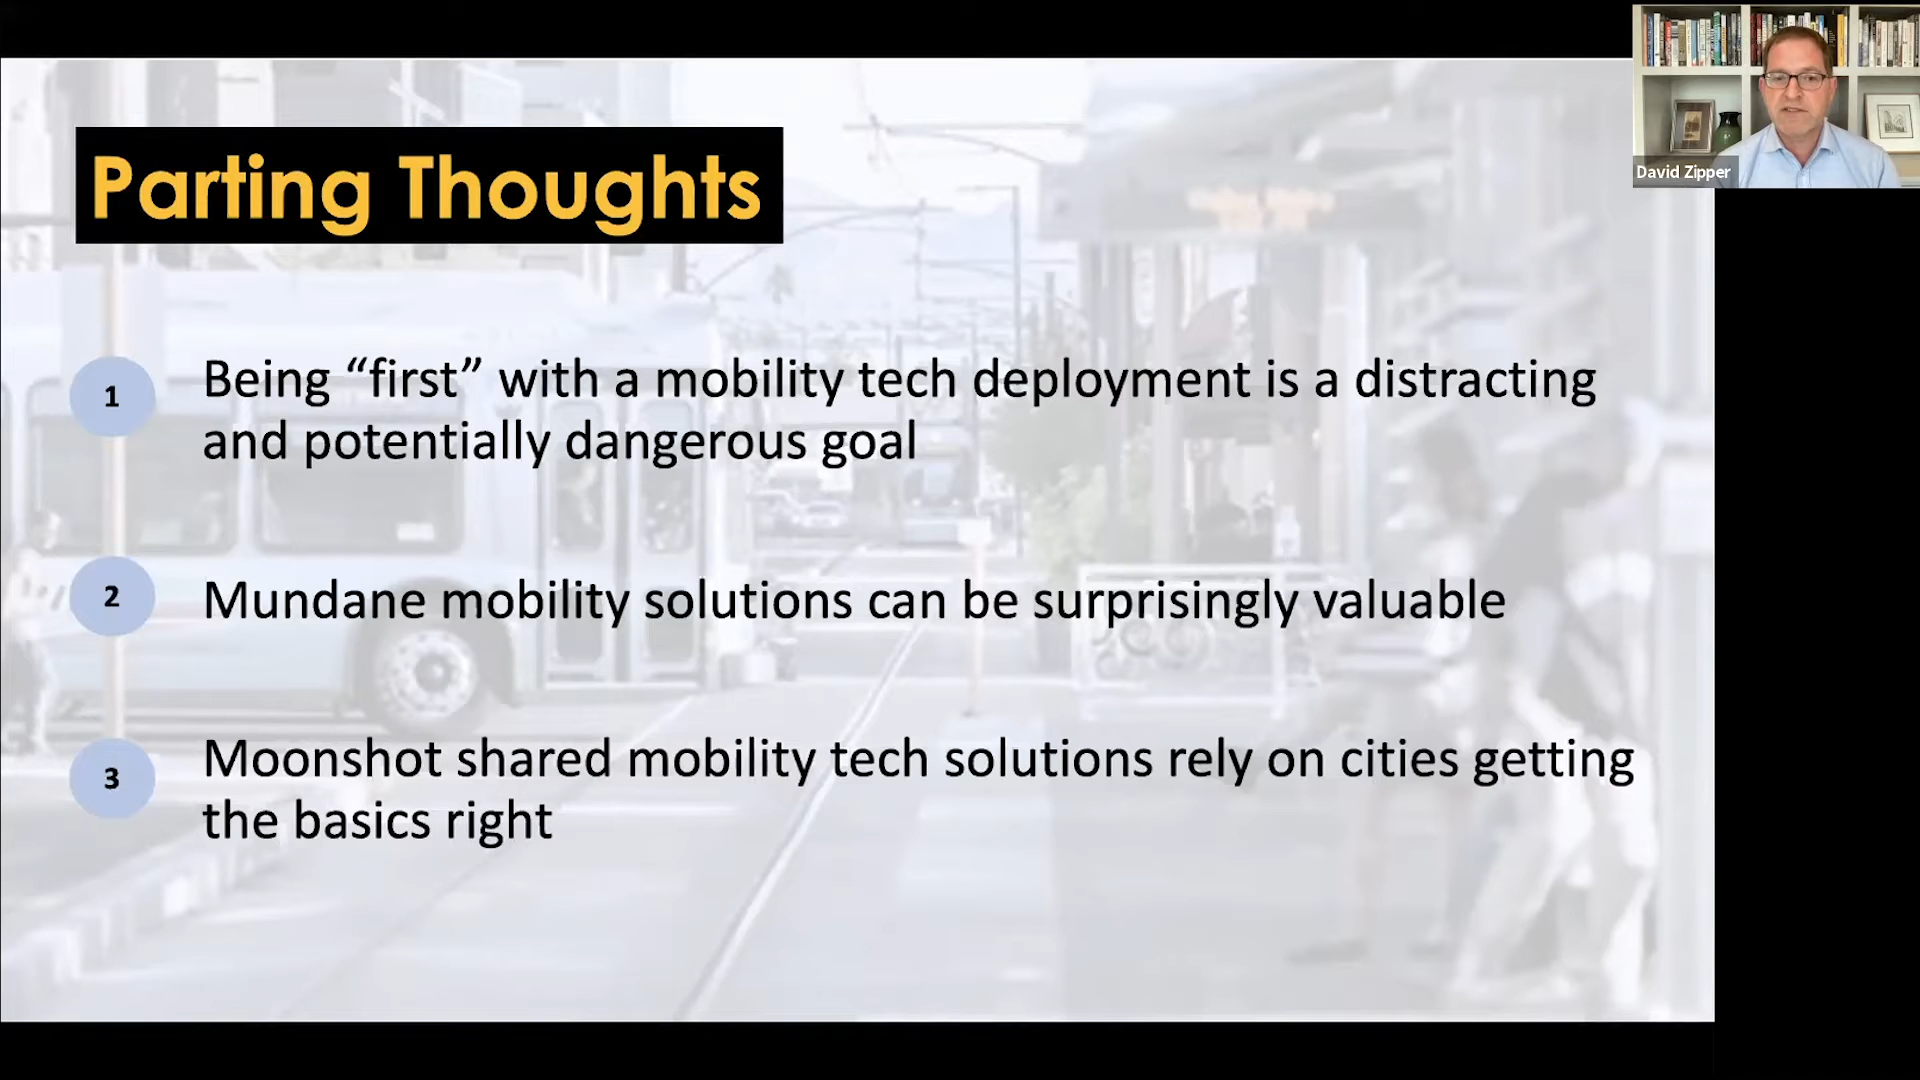 David Zipper
Parting Thoughts
1
Being “first” with a mobility tech deployment is a distracting
and potentially dangerous goal
2
Mundane mobility solutions can be surprisingly valuable
3
Moonshot shared mobility tech solutions rely on cities getting
the basics right